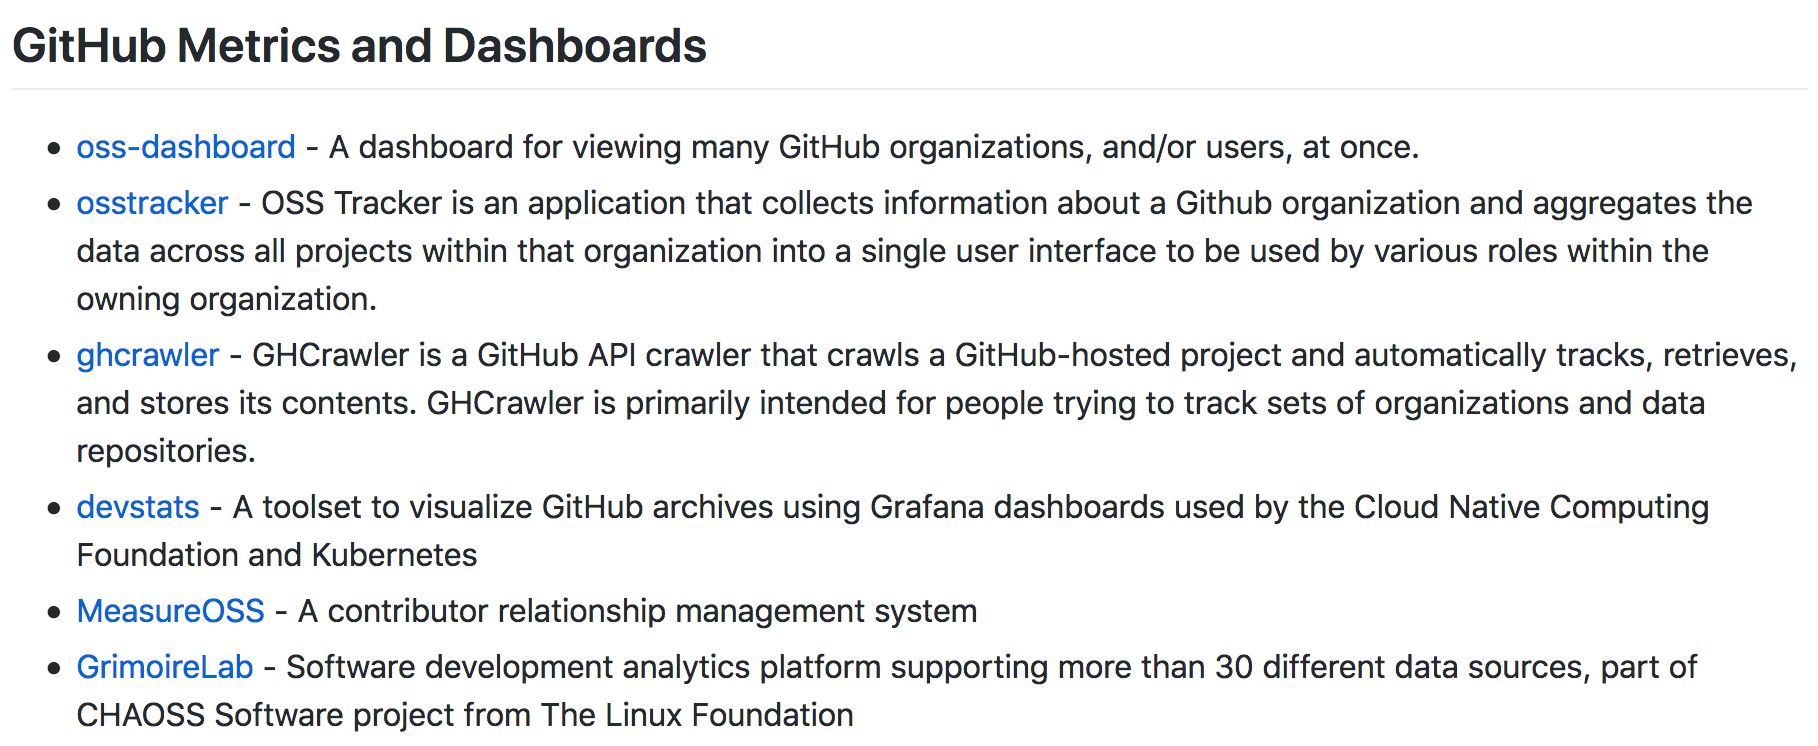 GitHub Metrics and Dashboards
• oss-dashboard - A dashboard for viewing many GitHub organizations, and/or users, at once.
• osstracker - OSS Tracker is an application that collects information about a Github organization and aggregates the
data across all projects within that organization into a single user interface to be used by various roles within the
owning organization.
• ghcrawler - GHCrawler is a GitHub API crawler that crawls a GitHub-hosted project and automatically tracks, retrieves,
and stores its contents. GHCrawler is primarily intended for people trying to track sets of organizations and data
repositories.
• devstats - A toolset to visualize GitHub archives using Grafana dashboards used by the Cloud Native Computing
Foundation and Kubernetes
• MeasureOSS - A contributor relationship management system
• GrimoireLab - Software development analytics platform supporting more than 30 different data sources, part of
CHAOSS Software project from The Linux Foundation